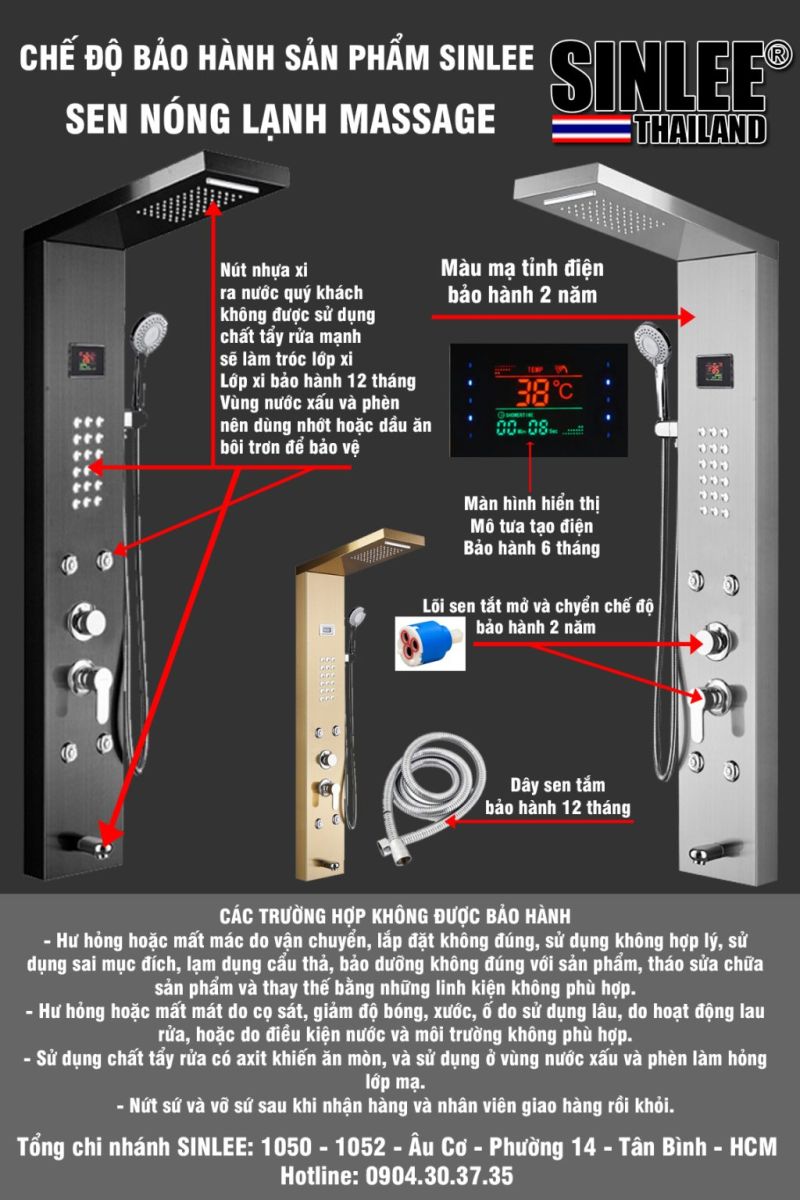 CHẾ ĐỘ BẢO HÀNH SẢN PHẨM SINLEE
SEN NÓNG LẠNH MASSAGE
SINLEE®
THAILAND
Nút nhựa xi
ra nước quý khách
không được sử dụng
chất tẩy rửa mạnh
sẽ làm tróc lớp xi
Lớp xi bảo hành 12 tháng
Vùng nước xấu và phèn
nên dùng nhớt hoặc dầu ăn
bôi trơn để bảo vệ
Màu mạ tỉnh điện
bảo hành 2 năm
TEMP
38°C
SHOWER TIME
00 Min 08 Sec
Màn hình hiển thị
Mô tưa tạo điện
Bảo hành 6 tháng
Lõi sen tắt mở và chyển chế độ
bảo hành 2 năm
Dây sen tắm
bảo hành 12 tháng
CÁC TRƯỜNG HỢP KHÔNG ĐƯỢC BẢO HÀNH
- Hư hỏng hoặc mất mác do vận chuyển, lắp đặt không đúng, sử dụng không hợp lý, sử
dụng sai mục đích, lạm dụng cẩu thả, bảo dưỡng không đúng với sản phẩm, tháo sửa chữa
sản phẩm và thay thế bằng những linh kiện không phù hợp.
- Hư hỏng hoặc mất mát do cọ sát, giảm độ bóng, xước, ố do sử dụng lâu, do hoạt động lau
rửa, hoặc do điều kiện nước và môi trường không phù hợp.
- Sử dụng chất tẩy rửa có axit khiến ăn mòn, và sử dụng ở vùng nước xấu và phèn làm hỏng
lớp mạ.
- Nứt sứ và vỡ sứ sau khi nhận hàng và nhân viên giao hàng rồi khỏi.
Tổng chi nhánh SINLEE: 1050 - 1052 - Âu Cơ - Phường 14 - Tân Bình - HCM
Hotline: 0904.30.37.35